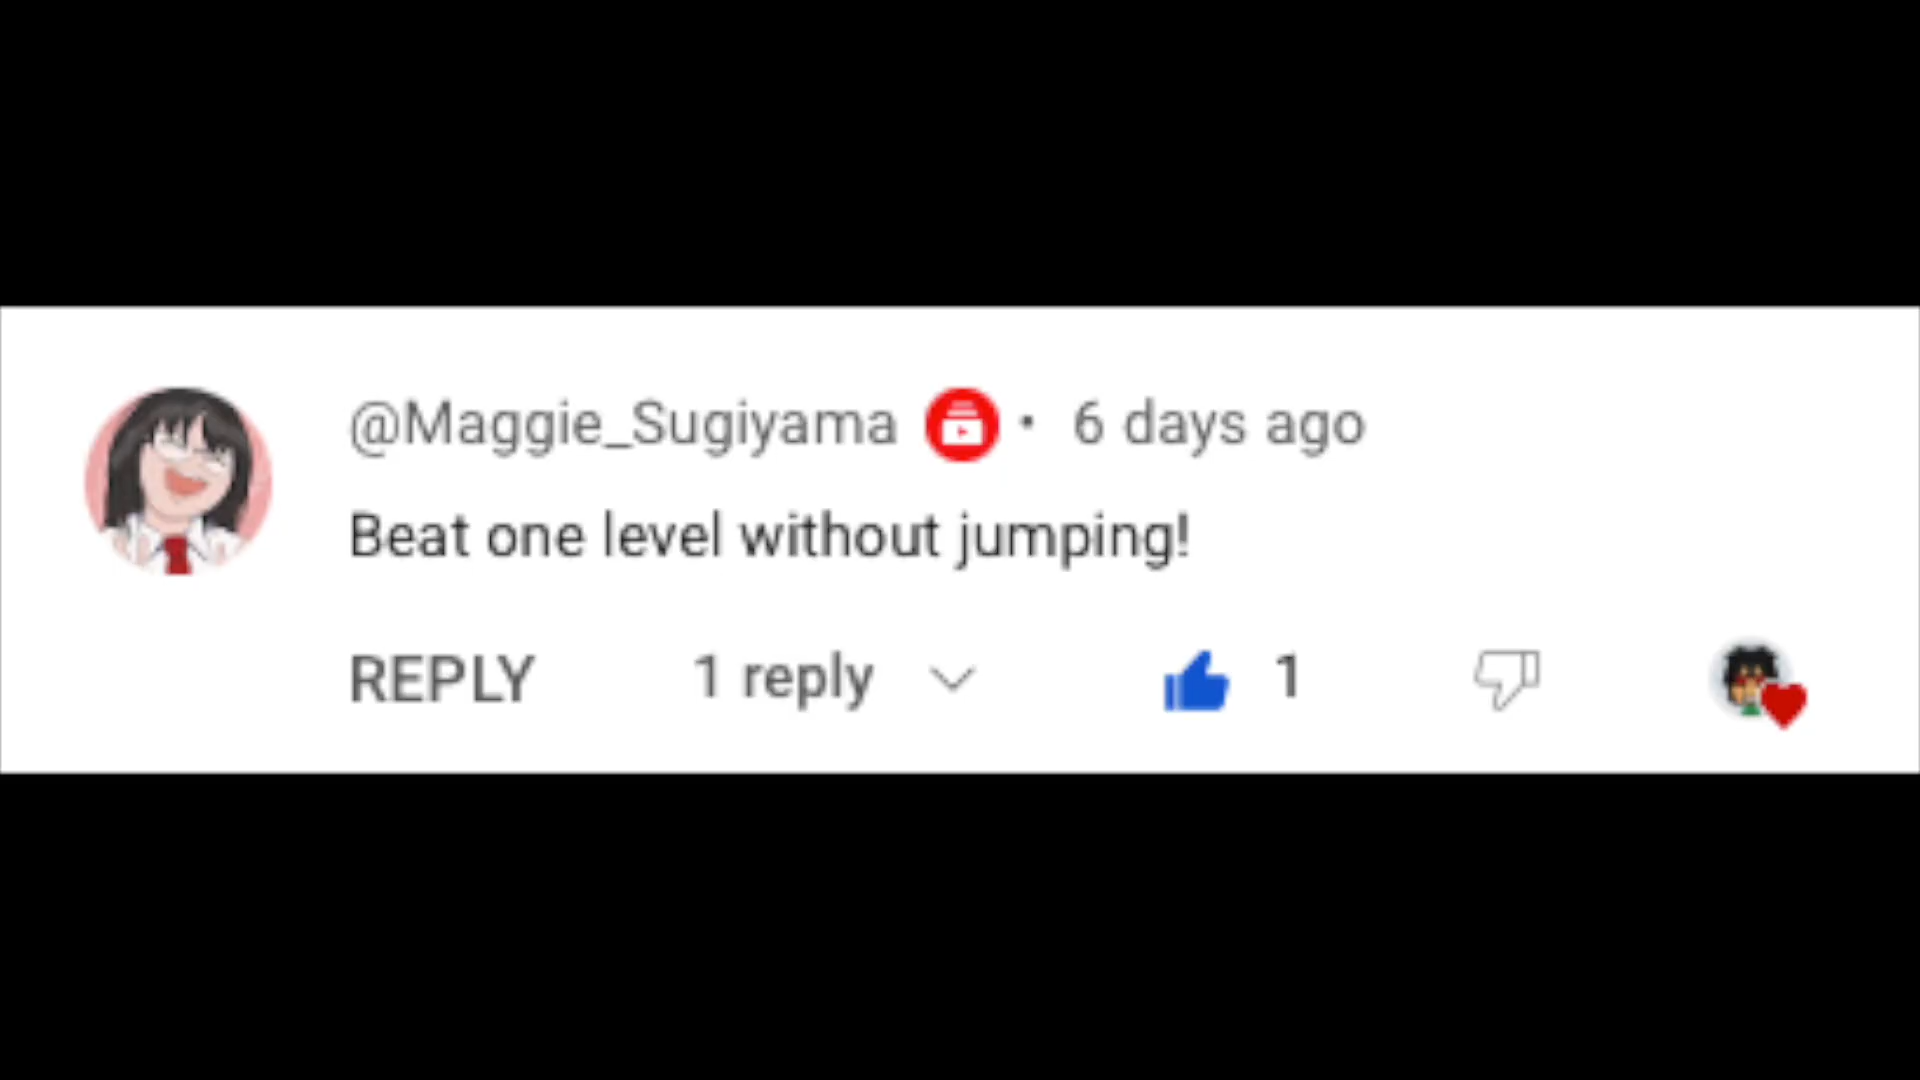 @Maggie_Sugiyama • 6 days ago
Beat one level without jumping!
REPLY 1 reply 1